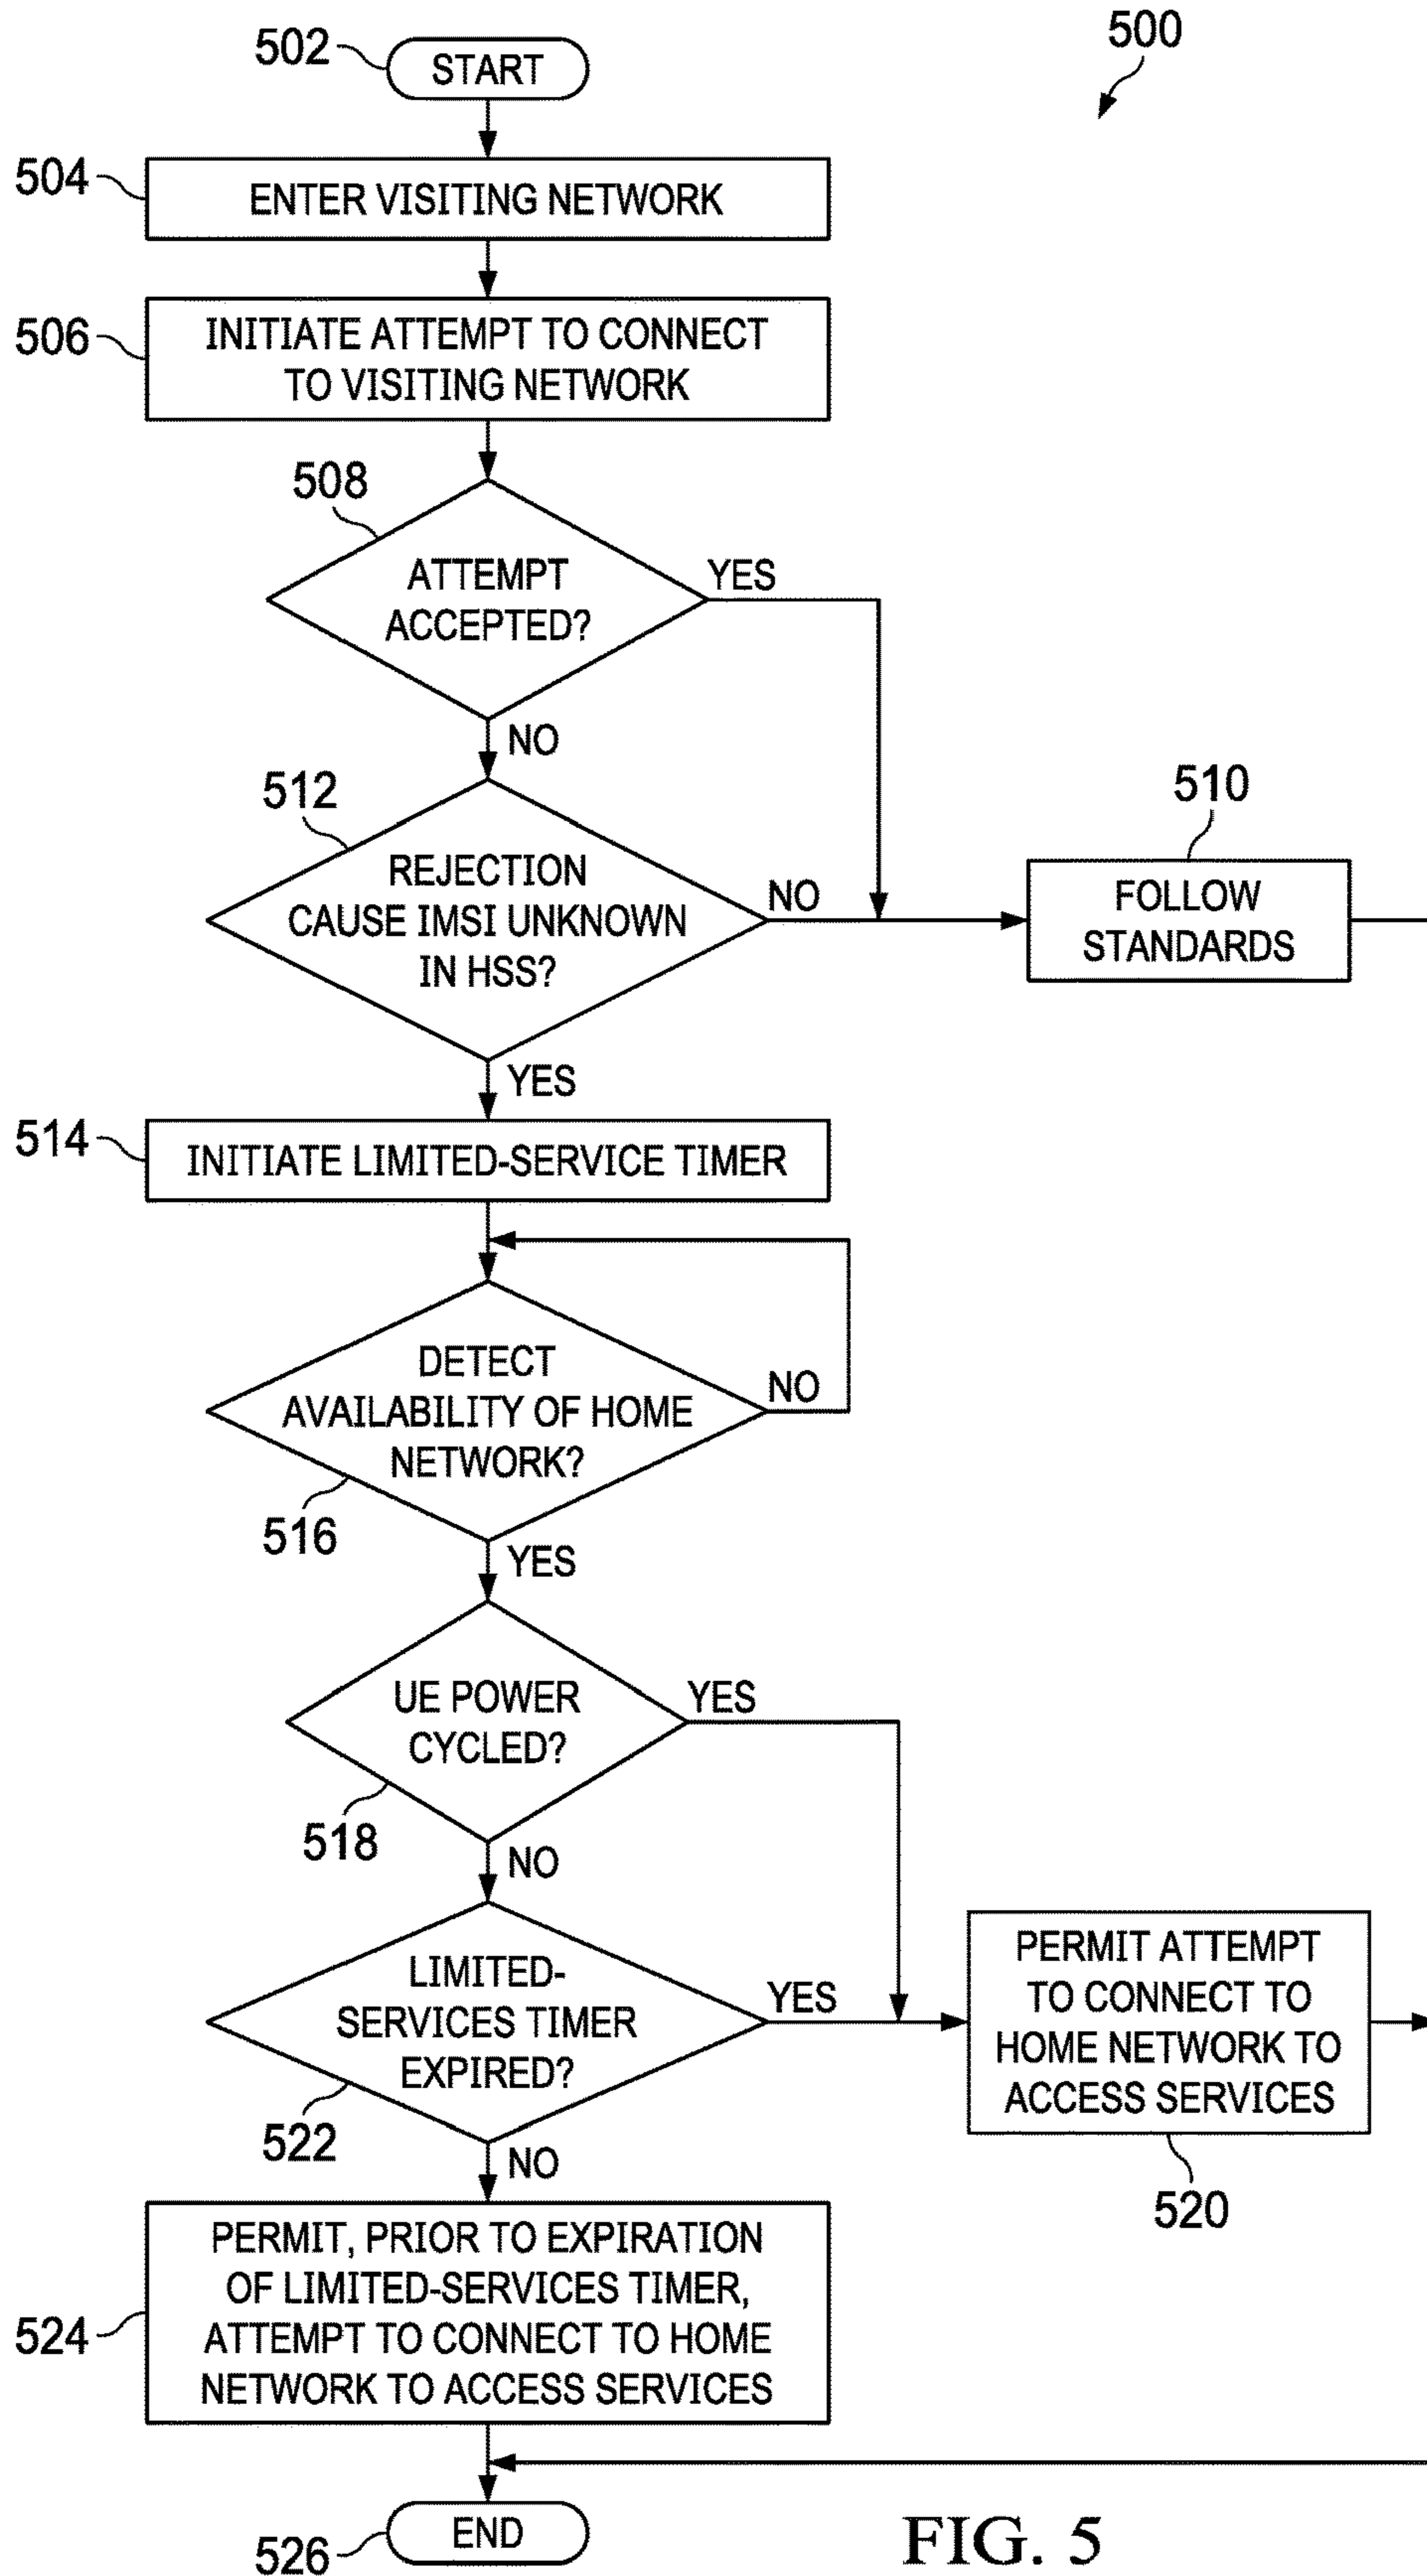 500
502
START
504
ENTER VISITING NETWORK
506
INITIATE ATTEMPT TO CONNECT
TO VISITING NETWORK
508
ATTEMPT
ACCEPTED?
YES
NO
512
REJECTION
CAUSE IMSI UNKNOWN
IN HSS?
NO
510
FOLLOW
STANDARDS
YES
514
INITIATE LIMITED-SERVICE TIMER
DETECT
AVAILABILITY OF HOME
NETWORK?
NO
516
YES
UE POWER
CYCLED?
YES
518
NO
LIMITED-
SERVICES TIMER
EXPIRED?
YES
522
NO
PERMIT ATTEMPT
TO CONNECT TO
HOME NETWORK TO
ACCESS SERVICES
520
524
PERMIT, PRIOR TO EXPIRATION
OF LIMITED-SERVICES TIMER,
ATTEMPT TO CONNECT TO HOME
NETWORK TO ACCESS SERVICES
526
END
FIG. 5